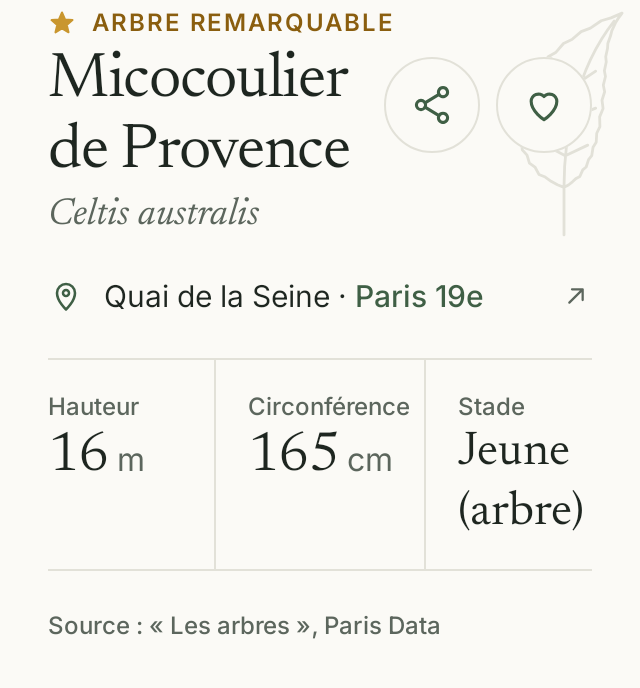 ARBRE REMARQUABLE
Micocoulier
de Provence
Celtis australis
Quai de la Seine · Paris 19e
Hauteur
16 m
Circonférence
165 cm
Stade
Jeune
(arbre)
Source : « Les arbres », Paris Data